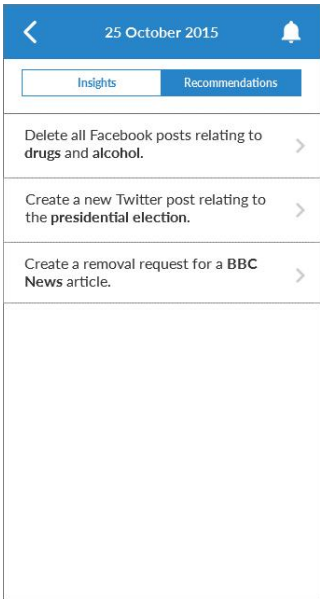 25 October 2015
Insights
Recommendations
Delete all Facebook posts relating to
drugs and alcohol.
Create a new Twitter post relating to
the presidential election.
Create a removal request for a BBC
News article.